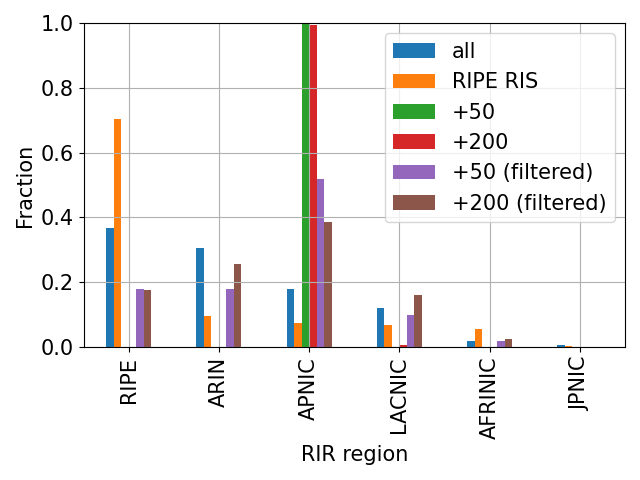 1.0
0.8
0.6
0.4
0.2
0.0
Fraction
all
RIPE RIS
+50
+200
+50 (filtered)
+200 (filtered)
RIPE
ARIN
APNIC
LACNIC
AFRINIC
JPNIC
RIR region